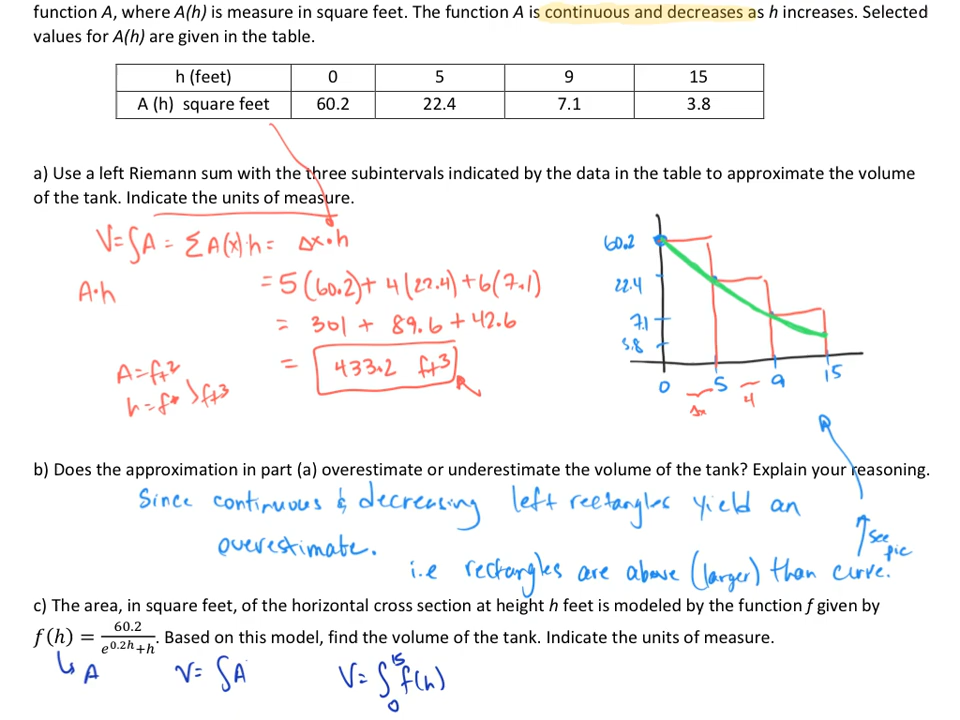 function A, where A(h) is measure in square feet. The function A is continuous and decreases as h increases. Selected
values for A(h) are given in the table.
h (feet) 0 5 9 15
A (h) square feet 60.2 22.4 7.1 3.8
a) Use a left Riemann sum with the three subintervals indicated by the data in the table to approximate the volume
of the tank. Indicate the units of measure.
V=∫A = ΣA(x)·h = Δx·h
A·h
=5(60.2)+ 4(22.4)+6(7.1)
= 301 + 89.6+42.6
= 433.2 ft3
A=ft2
h=ft > ft3
60.2
22.4
7.1
3.8
0 5 9 15
Δx 4
b) Does the approximation in part (a) overestimate or underestimate the volume of the tank? Explain your reasoning.
Since continuous & decreasing left rectangles yield an
overestimate.
↑ see pic
i.e rectangles are above (larger) than curve.
c) The area, in square feet, of the horizontal cross section at height h feet is modeled by the function f given by
f(h) = 60.2/(e^0.2h +h). Based on this model, find the volume of the tank. Indicate the units of measure.
↳ A V= ∫A V= ∫₀¹⁵ f(h)